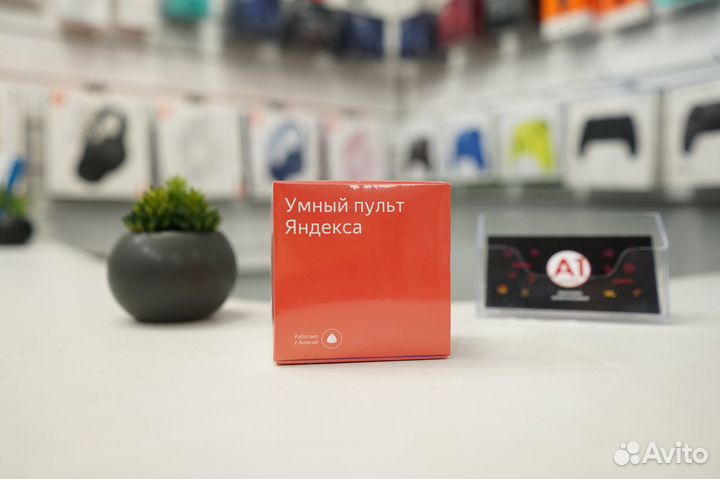 Умный пульт
Яндекса
Работает
с Алисой
A1
Avito